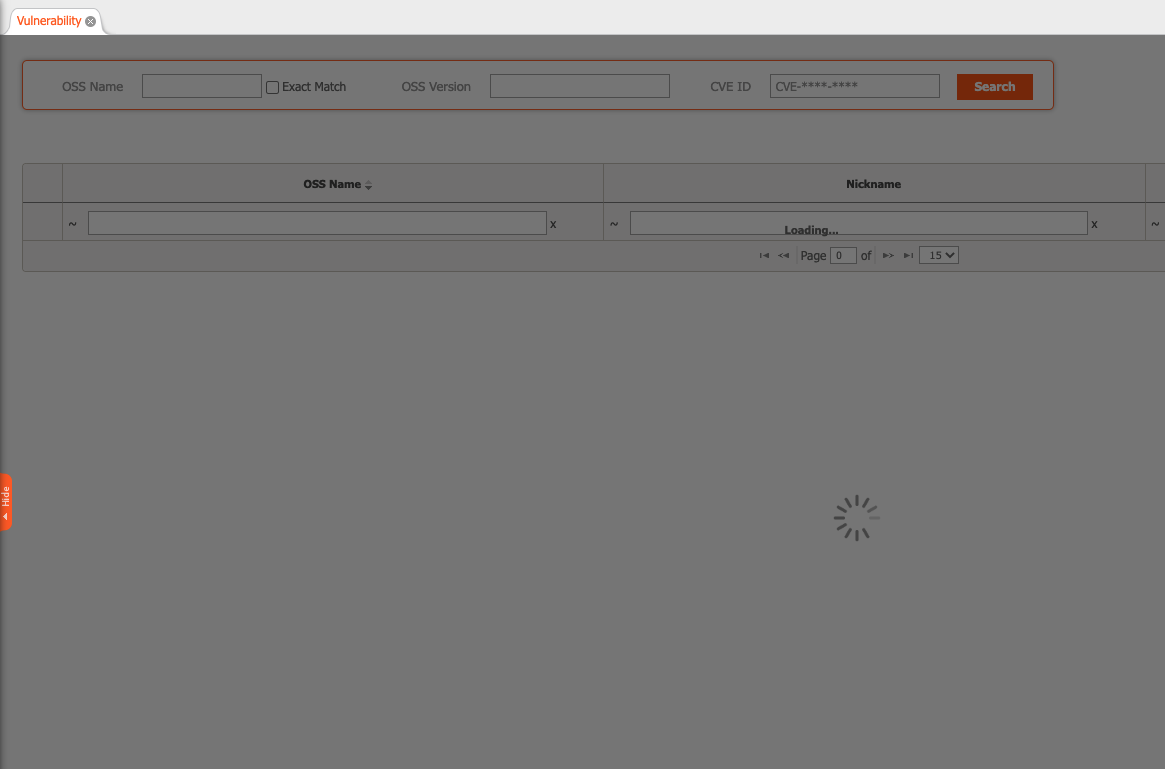 Vulnerability
OSS Name Exact Match OSS Version CVE ID CVE-****-**** Search
OSS Name Nickname
~ x ~ x ~
Loading...
Page 0 of 15
Hide